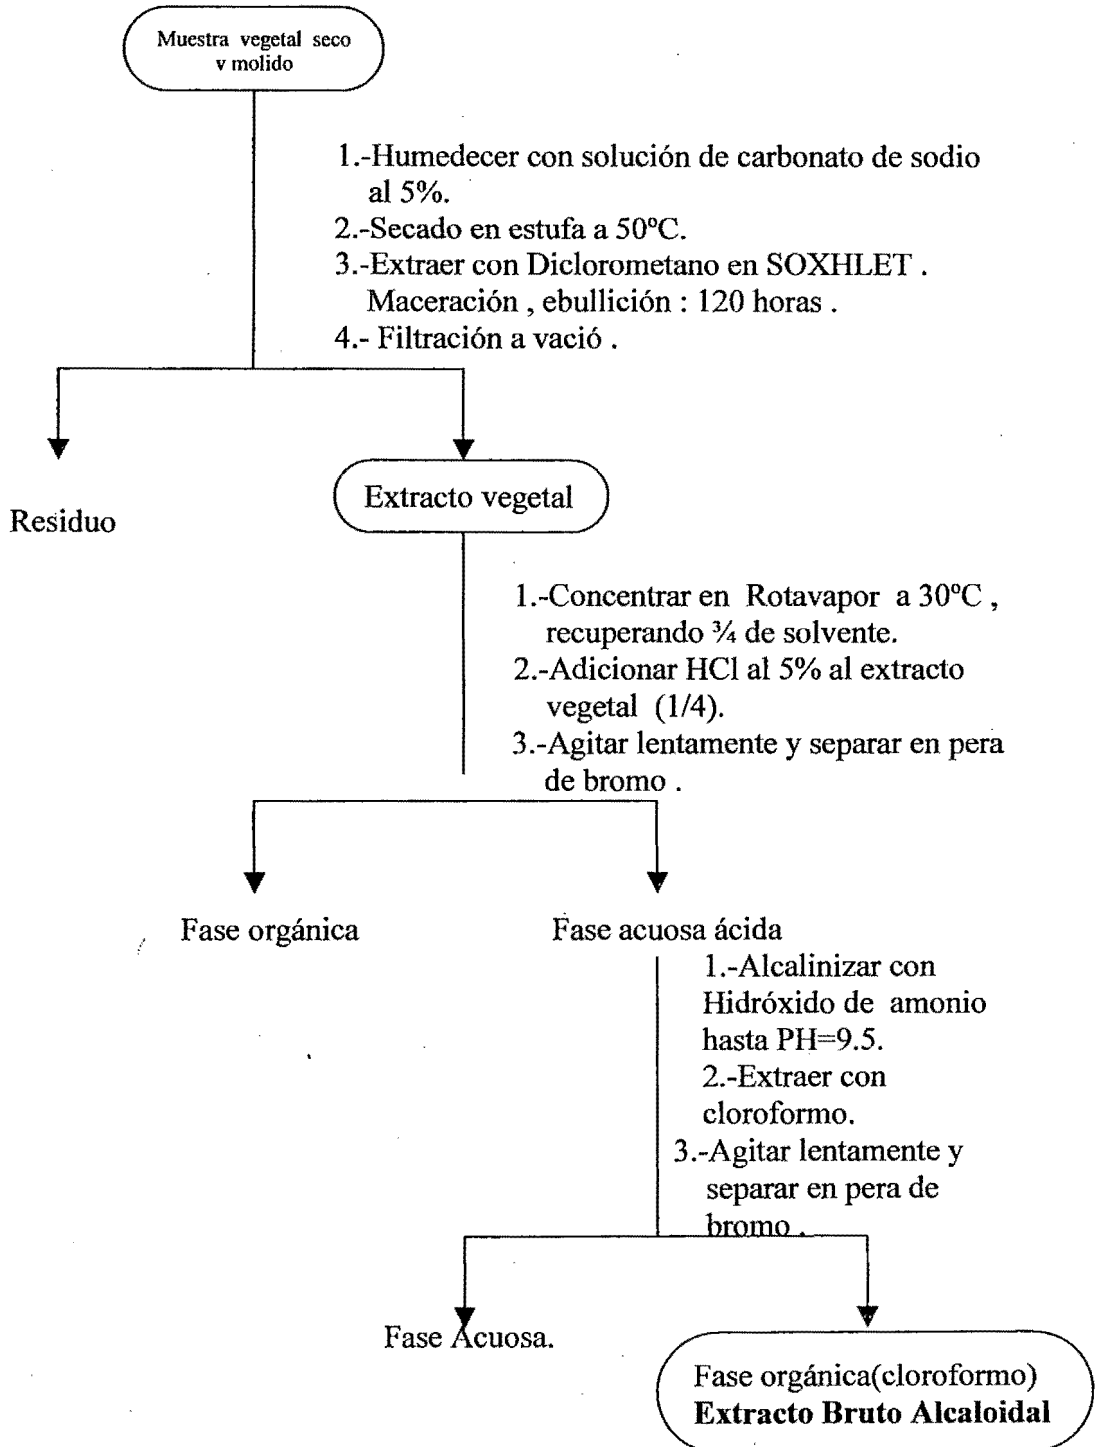 Muestra vegetal seco
y molido
1.-Humedecer con solución de carbonato de sodio
al 5%.
2.-Secado en estufa a 50ºC.
3.-Extraer con Diclorometano en SOXHLET .
Maceración , ebullición : 120 horas .
4.- Filtración a vació .
Residuo
Extracto vegetal
1.-Concentrar en Rotavapor a 30ºC ,
recuperando ¾ de solvente.
2.-Adicionar HCl al 5% al extracto
vegetal (1/4).
3.-Agitar lentamente y separar en pera
de bromo .
Fase orgánica
Fase acuosa ácida
1.-Alcalinizar con
Hidróxido de amonio
hasta PH=9.5.
2.-Extraer con
cloroformo.
3.-Agitar lentamente y
separar en pera de
bromo .
Fase Acuosa.
Fase orgánica(cloroformo)
Extracto Bruto Alcaloidal